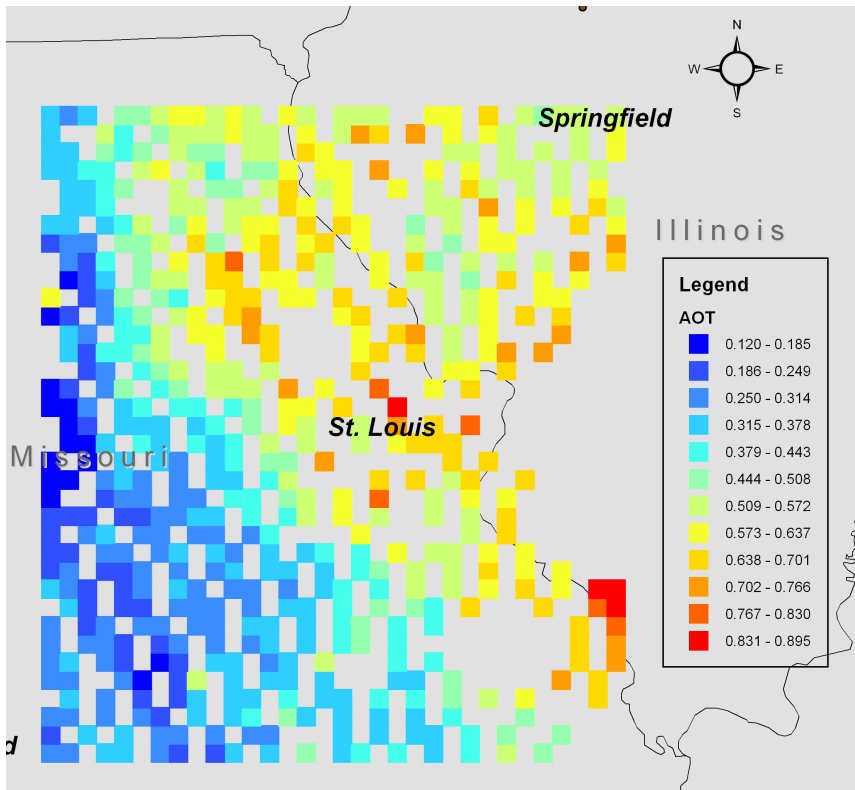 N
W E
S
Springfield
Illinois
Legend
AOT
0.120 - 0.185
0.186 - 0.249
0.250 - 0.314
0.315 - 0.378
0.379 - 0.443
0.444 - 0.508
0.509 - 0.572
0.573 - 0.637
0.638 - 0.701
0.702 - 0.766
0.767 - 0.830
0.831 - 0.895
St. Louis
Missouri
d